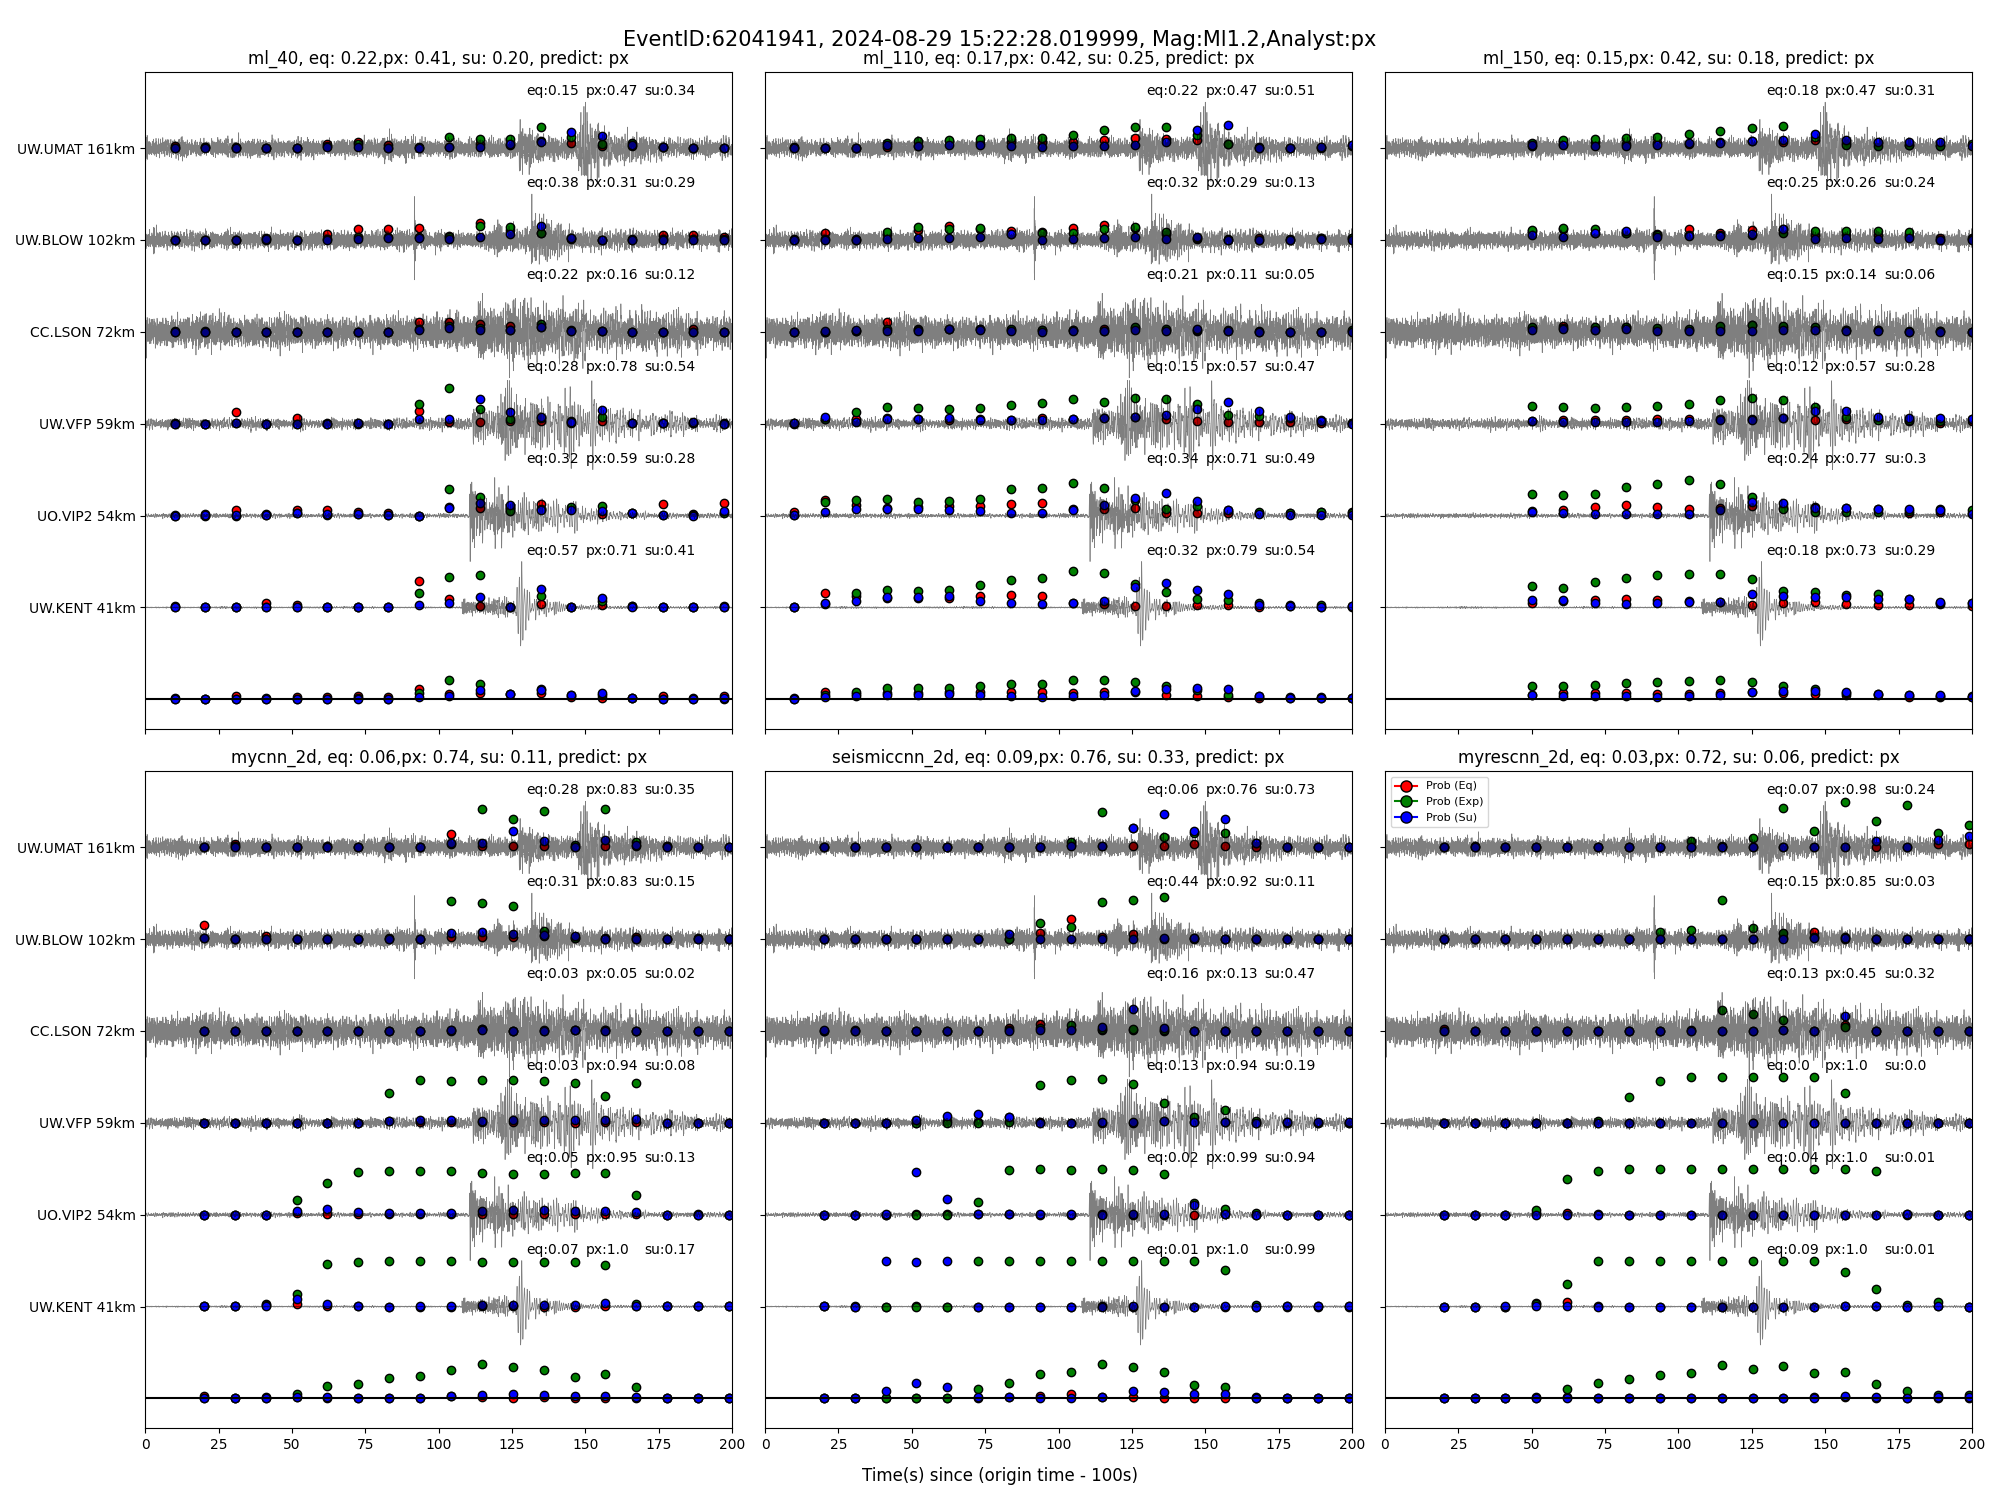 EventID:62041941, 2024-08-29 15:22:28.019999, Mag:Ml1.2,Analyst:px
ml_40, eq: 0.22,px: 0.41, su: 0.20, predict: px
eq:0.15 px:0.47 su:0.34
UW.UMAT 161km
eq:0.38 px:0.31 su:0.29
UW.BLOW 102km
eq:0.22 px:0.16 su:0.12
CC.LSON 72km
eq:0.28 px:0.78 su:0.54
UW.VFP 59km
eq:0.32 px:0.59 su:0.28
UO.VIP2 54km
eq:0.57 px:0.71 su:0.41
UW.KENT 41km
ml_110, eq: 0.17,px: 0.42, su: 0.25, predict: px
eq:0.22 px:0.47 su:0.51
eq:0.32 px:0.29 su:0.13
eq:0.21 px:0.11 su:0.05
eq:0.15 px:0.57 su:0.47
eq:0.34 px:0.71 su:0.49
eq:0.32 px:0.79 su:0.54
ml_150, eq: 0.15,px: 0.42, su: 0.18, predict: px
eq:0.18 px:0.47 su:0.31
eq:0.25 px:0.26 su:0.24
eq:0.15 px:0.14 su:0.06
eq:0.12 px:0.57 su:0.28
eq:0.24 px:0.77 su:0.3
eq:0.18 px:0.73 su:0.29
mycnn_2d, eq: 0.06,px: 0.74, su: 0.11, predict: px
eq:0.28 px:0.83 su:0.35
UW.UMAT 161km
eq:0.31 px:0.83 su:0.15
UW.BLOW 102km
eq:0.03 px:0.05 su:0.02
CC.LSON 72km
eq:0.03 px:0.94 su:0.08
UW.VFP 59km
eq:0.05 px:0.95 su:0.13
UO.VIP2 54km
eq:0.07 px:1.0 su:0.17
UW.KENT 41km
0 25 50 75 100 125 150 175 200
seismiccnn_2d, eq: 0.09,px: 0.76, su: 0.33, predict: px
eq:0.06 px:0.76 su:0.73
eq:0.44 px:0.92 su:0.11
eq:0.16 px:0.13 su:0.47
eq:0.13 px:0.94 su:0.19
eq:0.02 px:0.99 su:0.94
eq:0.01 px:1.0 su:0.99
0 25 50 75 100 125 150 175 200
myrescnn_2d, eq: 0.03,px: 0.72, su: 0.06, predict: px
Prob (Eq)
Prob (Exp)
Prob (Su)
eq:0.07 px:0.98 su:0.24
eq:0.15 px:0.85 su:0.03
eq:0.13 px:0.45 su:0.32
eq:0.0 px:1.0 su:0.0
eq:0.04 px:1.0 su:0.01
eq:0.09 px:1.0 su:0.01
0 25 50 75 100 125 150 175 200
Time(s) since (origin time - 100s)